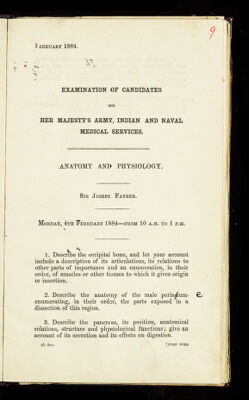 February 1884.
9
EXAMINATION OF CANDIDATES
FOR
HER MAJESTY'S ARMY, INDIAN AND NAVAL
MEDICAL SERVICES.
ANATOMY AND PHYSIOLOGY.
Sir Joseph Fayrer.
Monday, 4th February 1884—from 10 A.M. to 1 P.M.
1. Describe the occipital bone, and let your account
include a description of its articulations, its relations to
other parts of importance and an enumeration, in their
order, of muscles or other tissues to which it gives origin
or insertion.
2. Describe the anatomy of the male perinæum- e
enumerating, in their order, the parts exposed in a
dissection of this region.
3. Describe the pancreas, its position, anatomical
relations, structure and physiological functions; give an
account of its secretion and its effects on digestion.
[TURN OVER